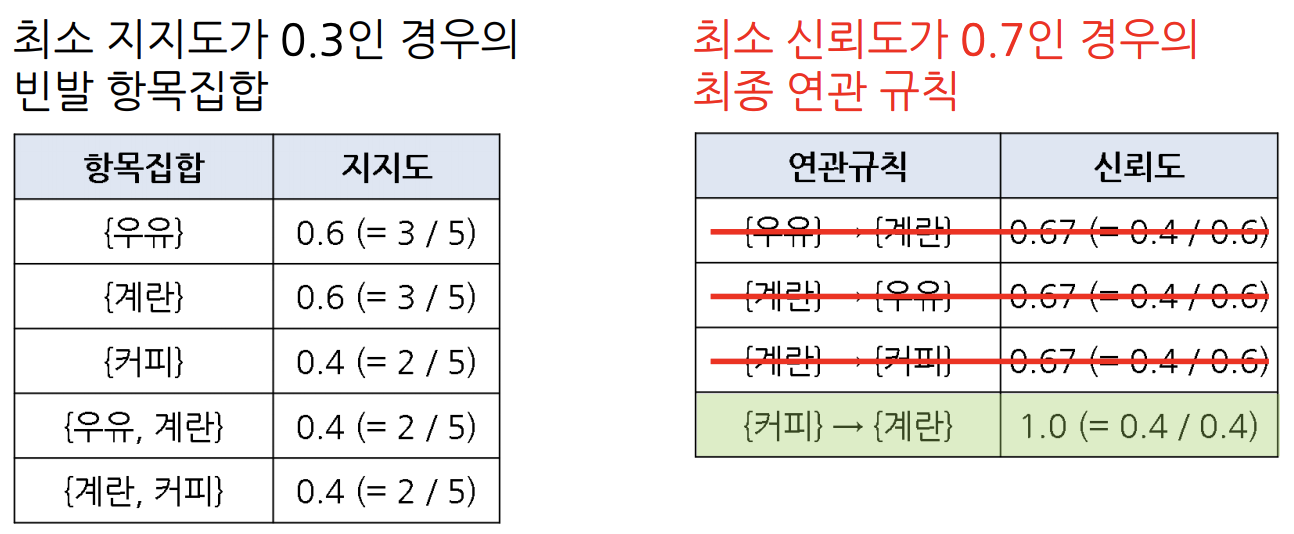 최소 지지도가 0.3인 경우의
빈발 항목집합
항목집합 지지도
{우유} 0.6 (= 3 / 5)
{계란} 0.6 (= 3 / 5)
{커피} 0.4 (= 2 / 5)
{우유, 계란} 0.4 (= 2 / 5)
{계란, 커피} 0.4 (= 2 / 5)
최소 신뢰도가 0.7인 경우의
최종 연관 규칙
연관규칙 신뢰도
{우유} → {계란} 0.67 (= 0.4 / 0.6)
{계란} → {우유} 0.67 (= 0.4 / 0.6)
{계란} → {커피} 0.67 (= 0.4 / 0.6)
{커피} → {계란} 1.0 (= 0.4 / 0.4)